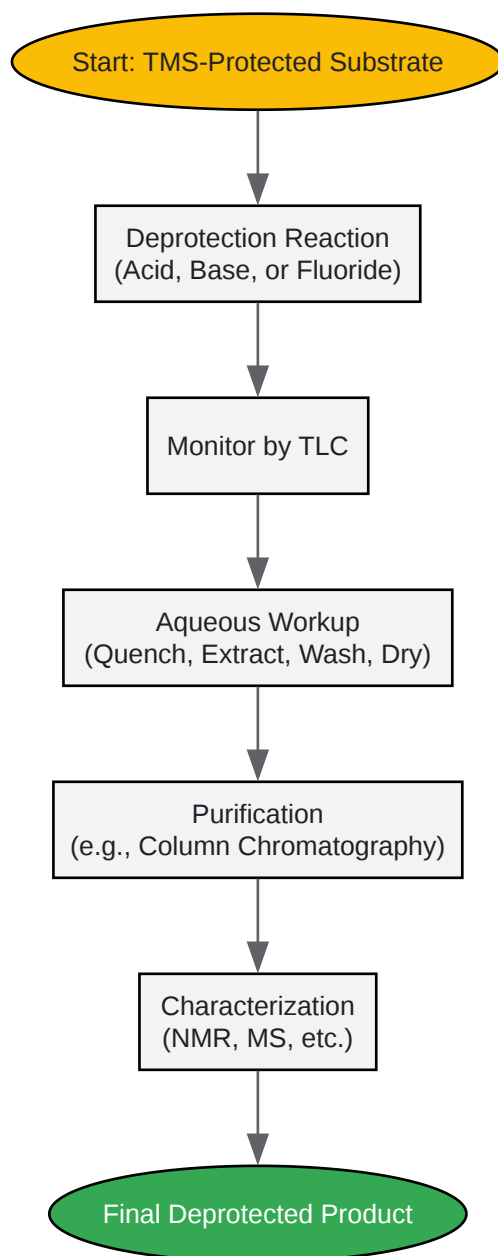 Start: TMS-Protected Substrate
Deprotection Reaction
(Acid, Base, or Fluoride)
Monitor by TLC
Aqueous Workup
(Quench, Extract, Wash, Dry)
Purification
(e.g., Column Chromatography)
Characterization
(NMR, MS, etc.)
Final Deprotected Product